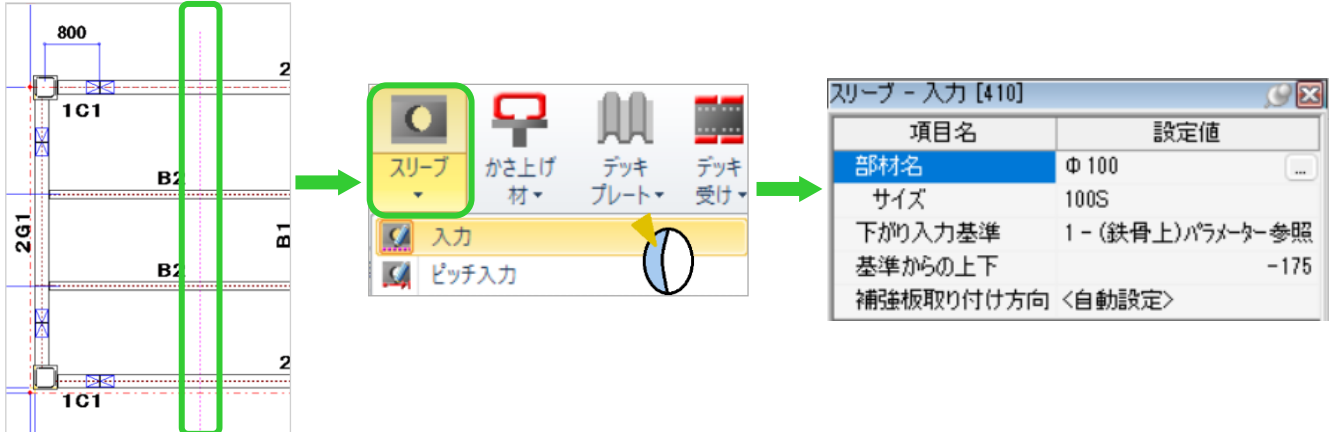 800
2
1C1
B2
2G1
B1
B2
2
1C1
スリーブ
かさ上げ
材
デッキ
プレート
デッキ
受け
入力
ピッチ入力
スリーブ - 入力 [410]
項目名 設定値
部材名 Φ100 ...
サイズ 100S
下がり入力基準 1 - (鉄骨上)パラメーター参照
基準からの上下 -175
補強板取り付け方向 <自動設定>